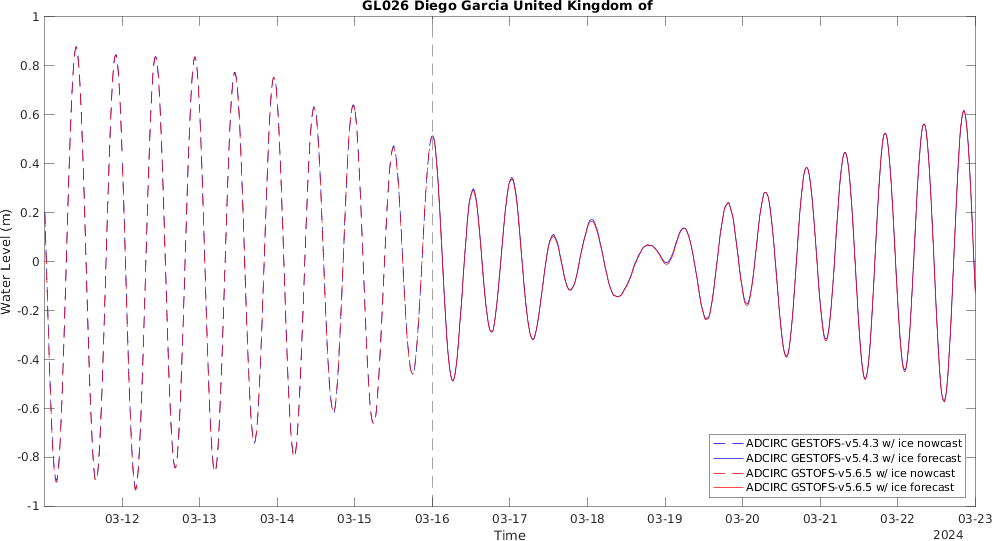 GL026 Diego Garcia United Kingdom of
1
0.8
0.6
0.4
0.2
0
-0.2
-0.4
-0.6
-0.8
-1
Water Level (m)
03-12 03-13 03-14 03-15 03-16 03-17 03-18 03-19 03-20 03-21 03-22 03-23
Time
2024
ADCIRC GESTOFS-v5.4.3 w/ ice nowcast
ADCIRC GESTOFS-v5.4.3 w/ ice forecast
ADCIRC GSTOFS-v5.6.5 w/ ice nowcast
ADCIRC GSTOFS-v5.6.5 w/ ice forecast